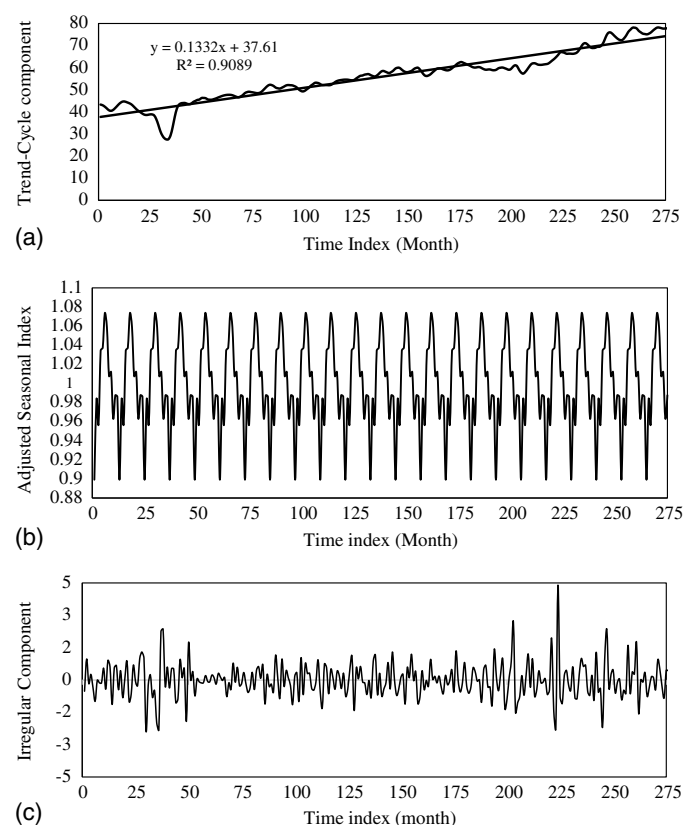 80
70
60
50
40
30
20
10
0
Trend-Cycle component
y = 0.1332x + 37.61
R² = 0.9089
0 25 50 75 100 125 150 175 200 225 250 275
Time Index (Month)
(a)
1.1
1.08
1.06
1.04
1.02
1
0.98
0.96
0.94
0.92
0.9
0.88
Adjusted Seasonal Index
0 25 50 75 100 125 150 175 200 225 250 275
Time index (Month)
(b)
5
3
2
0
-2
-3
-5
Irregular Component
0 25 50 75 100 125 150 175 200 225 250 275
Time index (month)
(c)